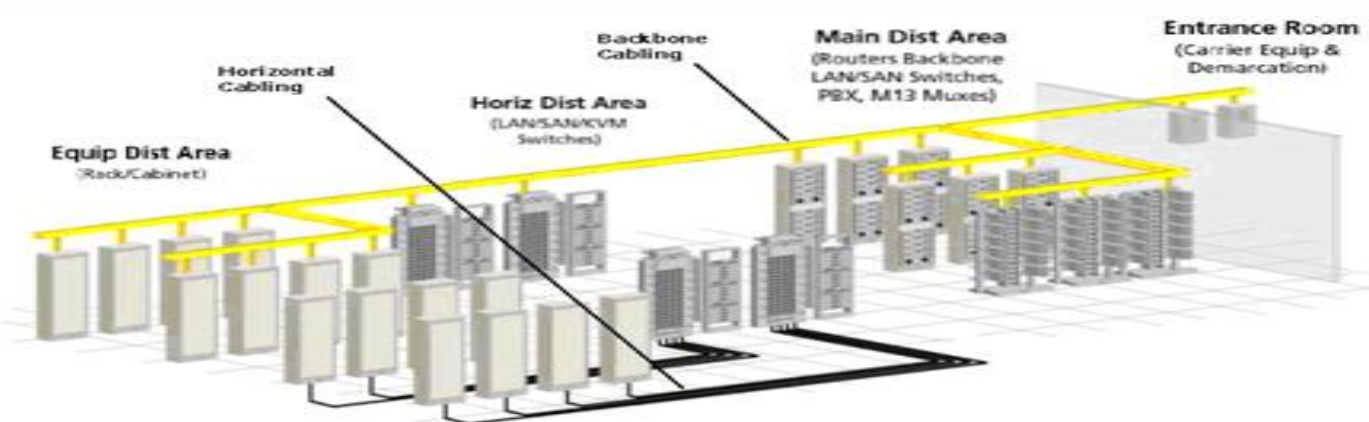 Horizontal
Cabling
Equip Dist Area
(Rack/Cabinet)
Horiz Dist Area
(LAN/SAN/KVM
Switches)
Backbone
Cabling
Main Dist Area
(Routers Backbone
LAN/SAN Switches,
PBX, M13 Muxes)
Entrance Room
(Carrier Equip &
Demarcation)